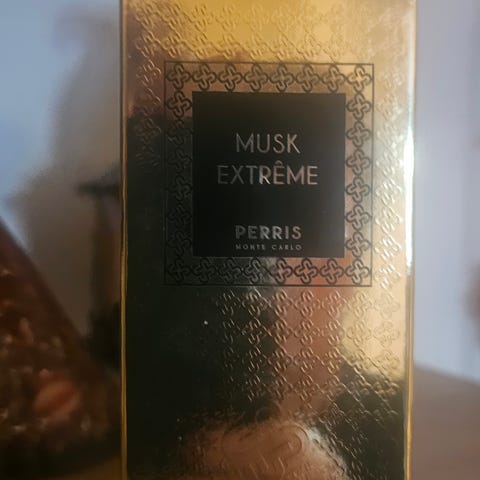 MUSK
EXTRÊME
PERRIS
MONTE CARLO